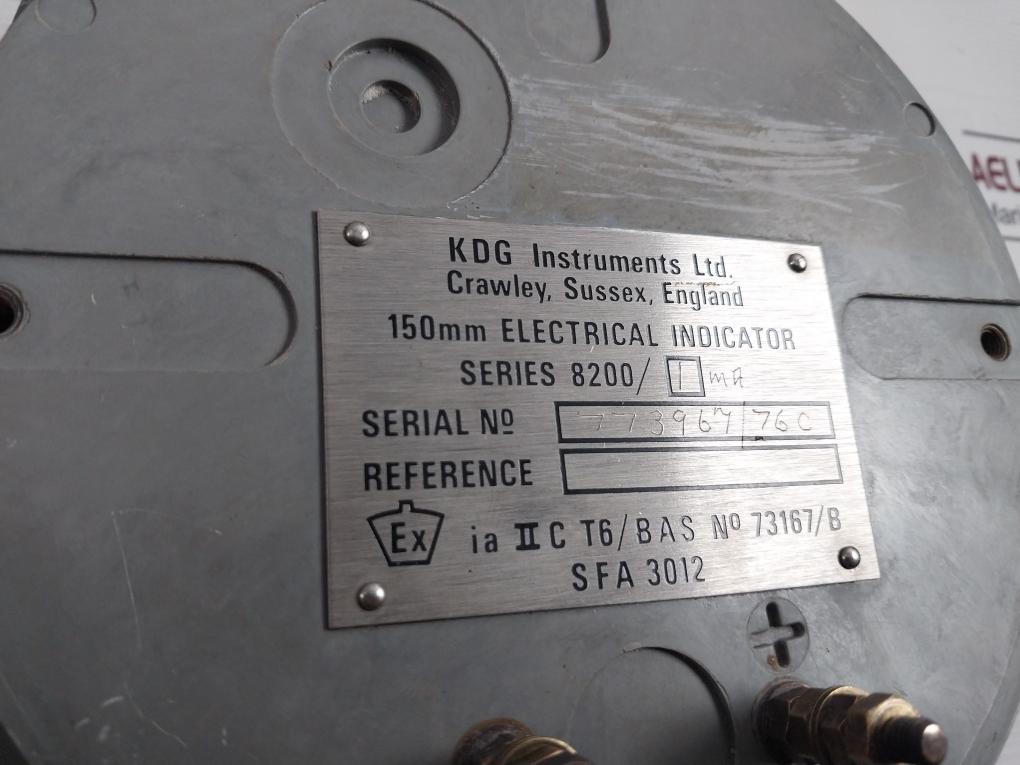 KDG Instruments Ltd.
Crawley, Sussex, England
150mm ELECTRICAL INDICATOR
SERIES 8200/ 1 mA
SERIAL Nº 773967/76C
REFERENCE
Ex ia IIC T6/BAS Nº 73167/B
SFA 3012